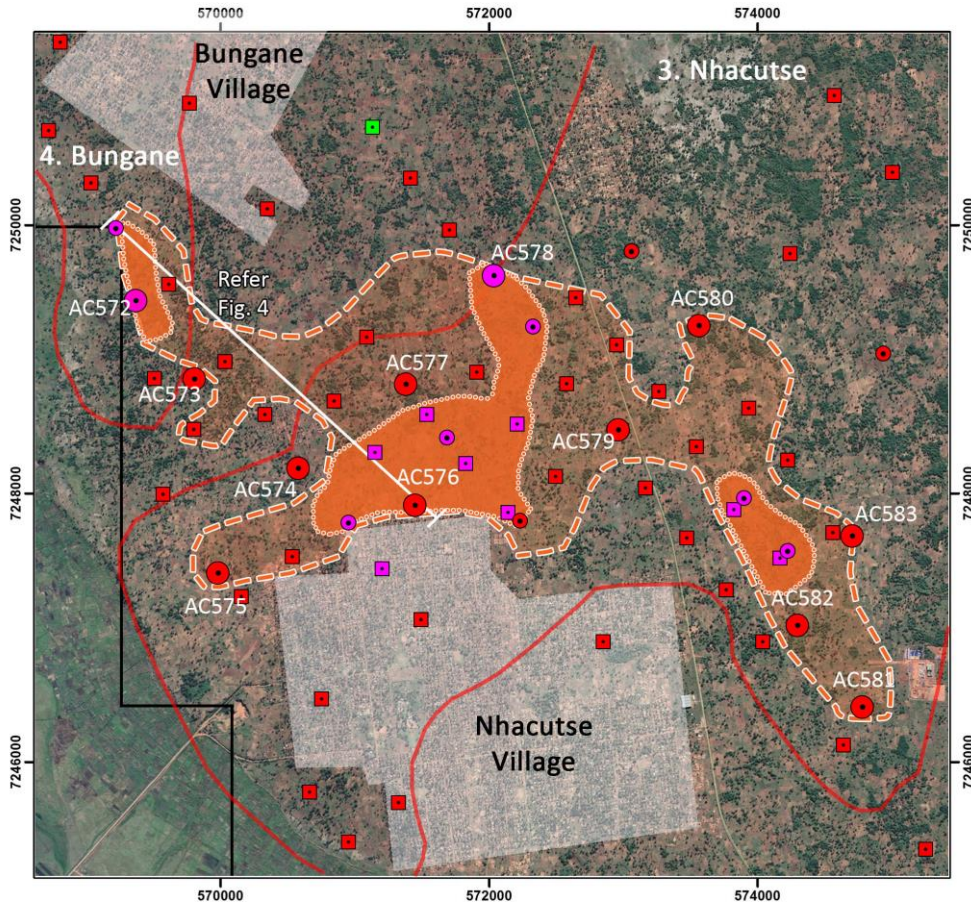 570000
572000
574000
Bungane
Village
3. Nhacutse
4. Bungane
7250000
7250000
Refer
Fig. 4
AC578
AC572
AC580
AC577
AC573
AC579
AC576
AC574
7248000
7248000
AC583
AC575
AC582
AC581
Nhacutse
Village
7246000
7246000
570000
572000
574000